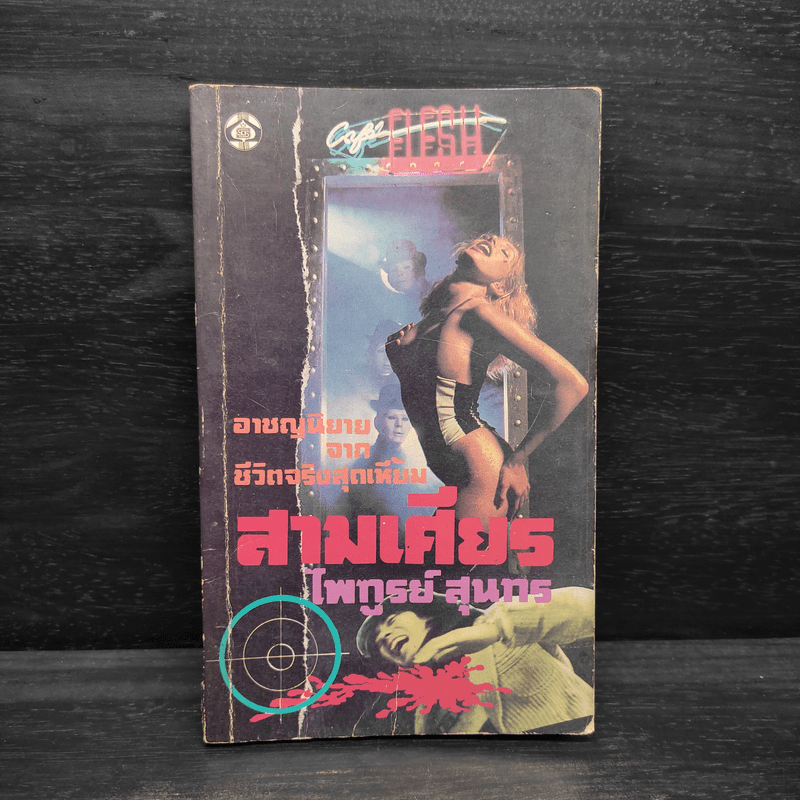 Café FLESH
อาชญนิยาย
จาก
ชีวิตจริงสุดเหี้ยม
สามเศียร
ไพฑูรย์ สุนทร